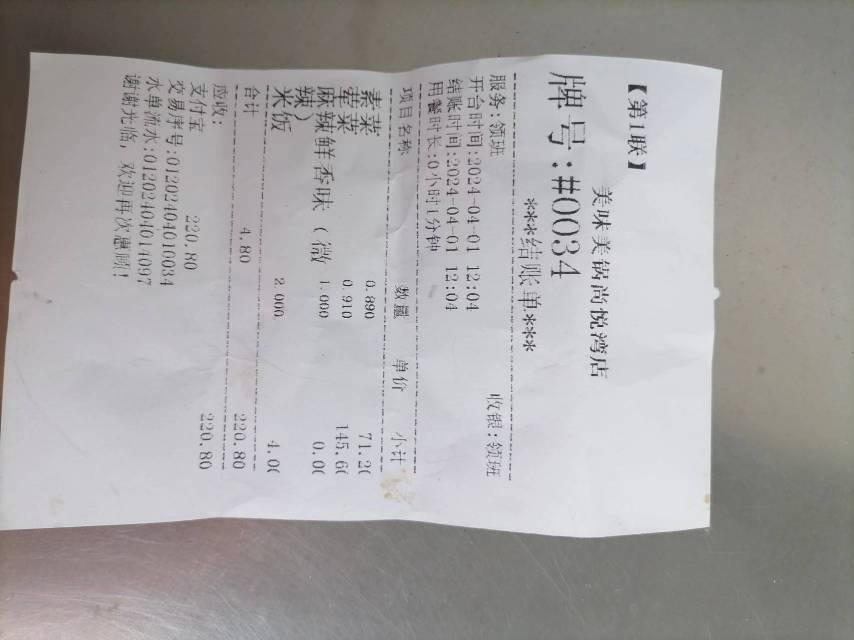 【第1联】
美味美锅尚悦湾店
牌号:#0034
***结账单***
服务:领班 收银:领班
开台时间:2024-04-01 12:04
结账时间:2024-04-01 12:04
用餐时长:0小时1分钟
项目名称 数量 单价 小计
素菜 0.890 71.20
荤菜 0.910 145.60
麻辣鲜香味（微 1.000 0.00
辣）
米饭 2.000 4.00
合计 4.80 220.80
应收: 220.80
支付宝 220.80
交易序号:01202404010034
水单流水:01202404014097
谢谢光临，欢迎再次惠顾!